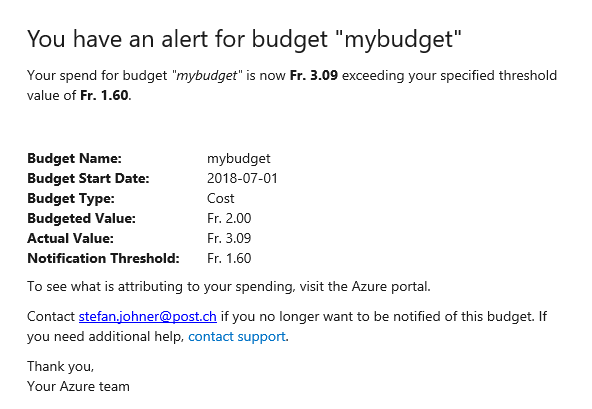 You have an alert for budget "mybudget"
Your spend for budget "mybudget" is now Fr. 3.09 exceeding your specified threshold
value of Fr. 1.60.
Budget Name: mybudget
Budget Start Date: 2018-07-01
Budget Type: Cost
Budgeted Value: Fr. 2.00
Actual Value: Fr. 3.09
Notification Threshold: Fr. 1.60
To see what is attributing to your spending, visit the Azure portal.
Contact stefan.johner@post.ch if you no longer want to be notified of this budget. If
you need additional help, contact support.
Thank you,
Your Azure team